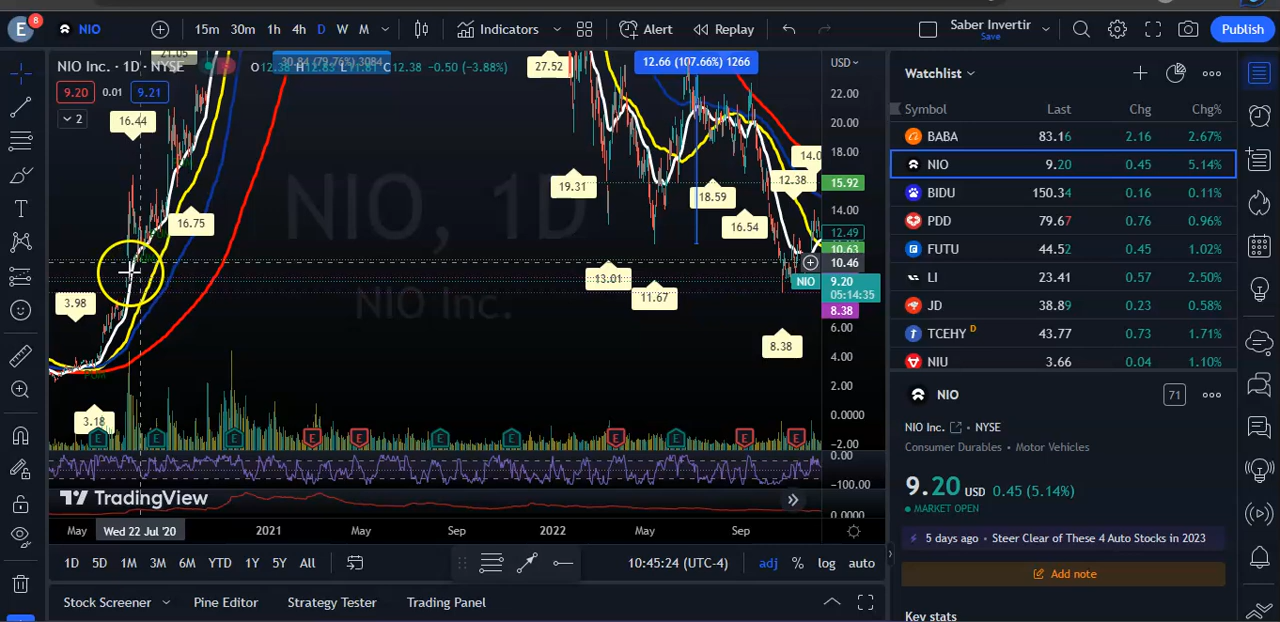 E 8 NIO 15m 30m 1h 4h D W M Indicators Alert Replay Saber Invertir Save Publish
NIO Inc. · 1D · NYSE
12.66 (107.66%) 1266
9.20 0.01 9.21
2
16.44
27.52
19.31
16.75
3.98
3.18
18.59
16.54
13.01
11.67
12.38
8.38
NIO, 1D
NIO Inc.
USD
22.00
20.00
18.00
15.92
14.00
12.49
10.63
10.46
NIO 9.20
05:14:35
8.38
6.00
4.00
2.00
0.0000
−2.00
0.00
−100.00
0.0000
E E E E E E E E E E
TradingView
May Wed 22 Jul '20 2021 May Sep 2022 May Sep
1D 5D 1M 3M 6M YTD 1Y 5Y All 10:45:24 (UTC-4) adj % log auto
Stock Screener Pine Editor Strategy Tester Trading Panel
Watchlist
Symbol Last Chg Chg%
BABA 83.16 2.16 2.67%
NIO 9.20 0.45 5.14%
BIDU 150.34 0.16 0.11%
PDD 79.67 0.76 0.96%
FUTU 44.52 0.45 1.02%
LI 23.41 0.57 2.50%
JD 38.89 0.23 0.58%
TCEHY D 43.77 0.73 1.71%
NIU 3.66 0.04 1.10%
NIO 71
NIO Inc. · NYSE
Consumer Durables · Motor Vehicles
9.20 USD 0.45 (5.14%)
MARKET OPEN
5 days ago · Steer Clear of These 4 Auto Stocks in 2023
Add note
Key stats